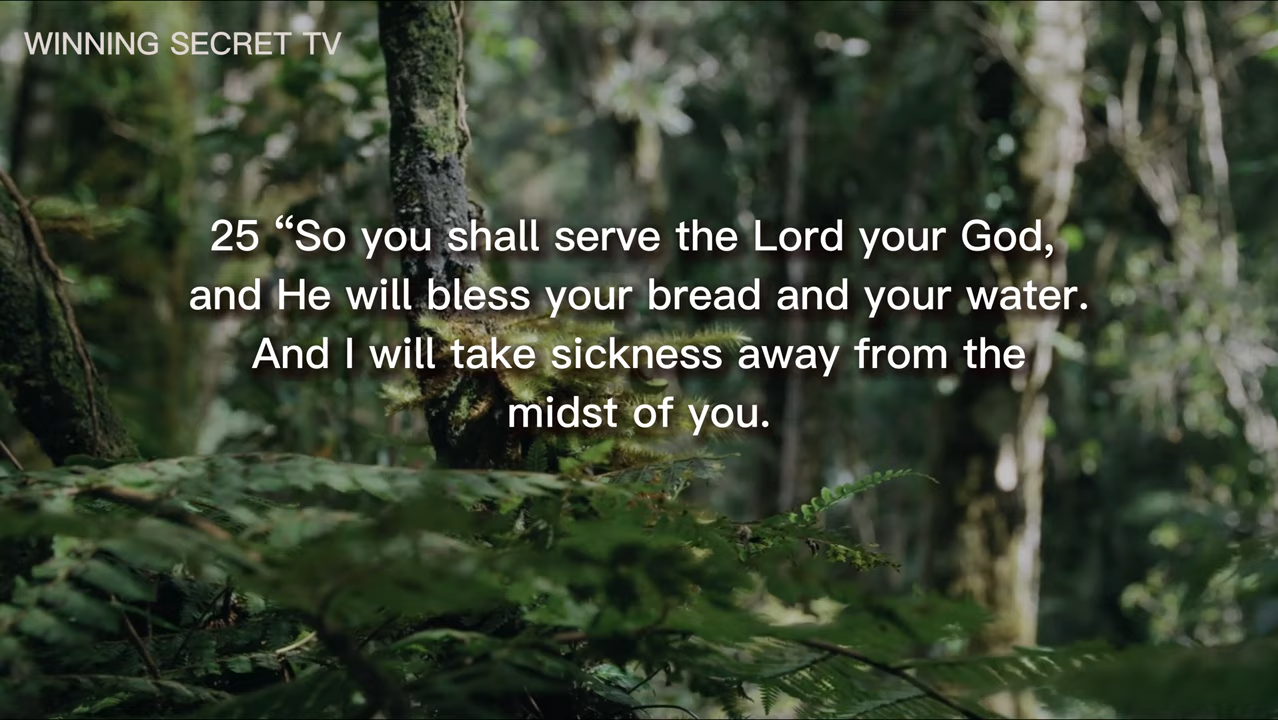 WINNING SECRET TV
25 “So you shall serve the Lord your God,
and He will bless your bread and your water.
And I will take sickness away from the
midst of you.